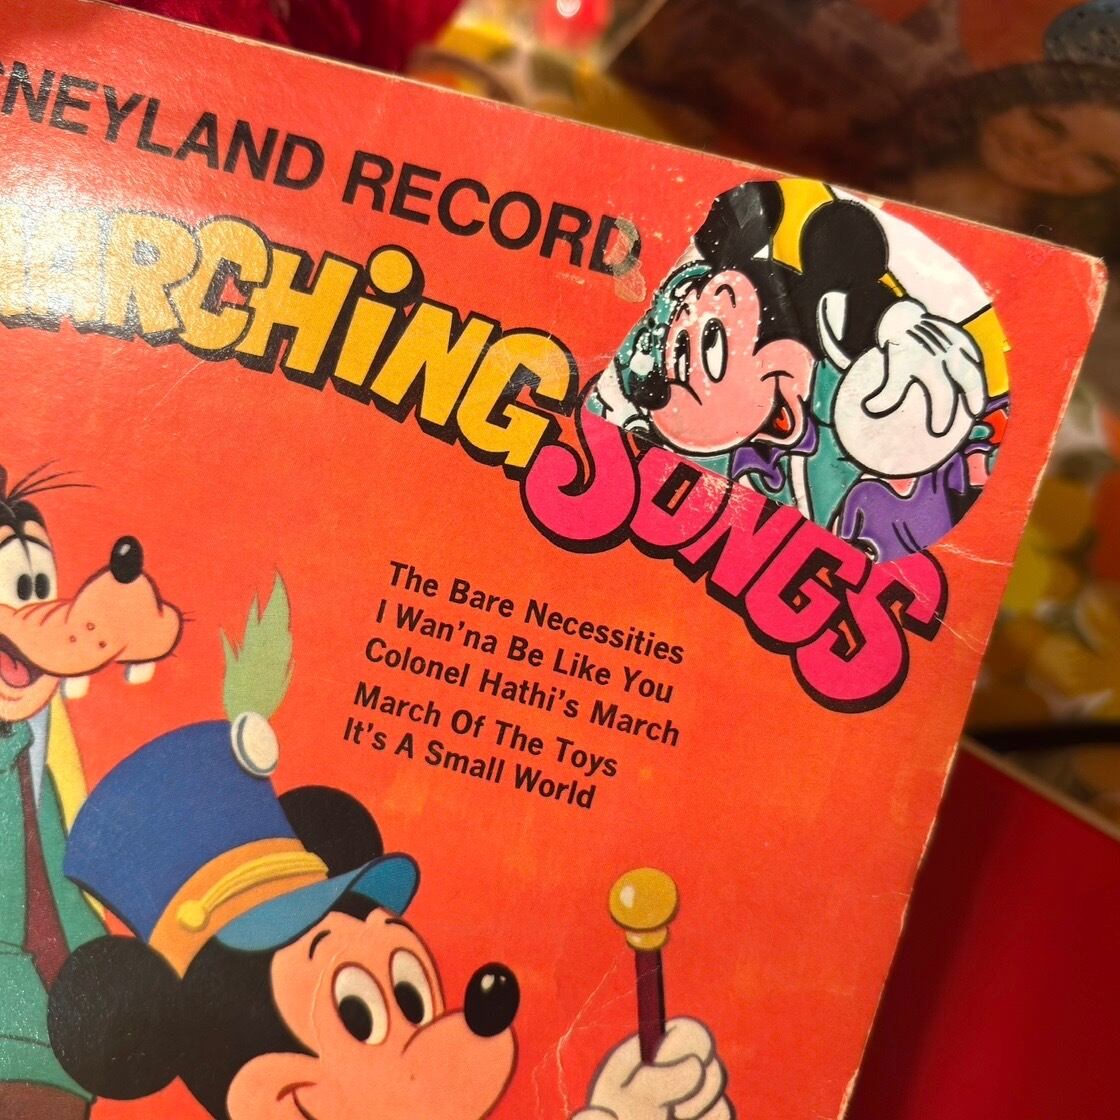 NEYLAND RECORD
ARCHiNG SONGS
The Bare Necessities
I Wan'na Be Like You
Colonel Hathi's March
March Of The Toys
It's A Small World